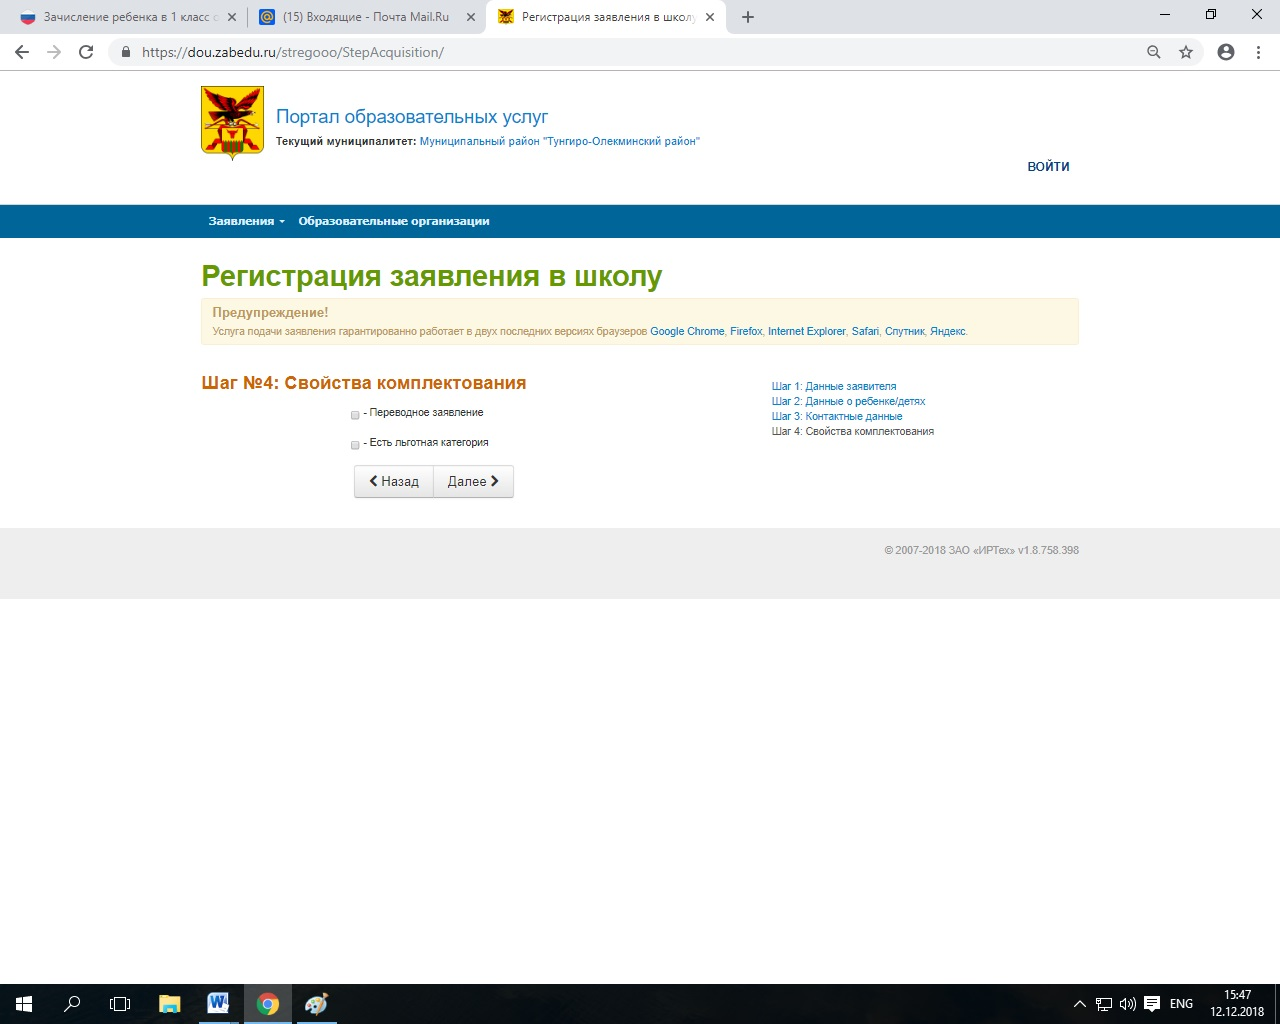 Зачисление ребенка в 1 класс о
(15) Входящие - Почта Mail.Ru
Регистрация заявления в школу
https://dou.zabedu.ru/stregooo/StepAcquisition/
Портал образовательных услуг
Текущий муниципалитет: Муниципальный район "Тунгиро-Олекминский район"
ВОЙТИ
Заявления
Образовательные организации
Регистрация заявления в школу
Предупреждение!
Услуга подачи заявления гарантированно работает в двух последних версиях браузеров Google Chrome, Firefox, Internet Explorer, Safari, Спутник, Яндекс.
Шаг №4: Свойства комплектования
- Переводное заявление
- Есть льготная категория
Назад
Далее
Шаг 1: Данные заявителя
Шаг 2: Данные о ребенке/детях
Шаг 3: Контактные данные
Шаг 4: Свойства комплектования
© 2007-2018 ЗАО «ИРТех» v1.8.758.398
ENG
15:47
12.12.2018